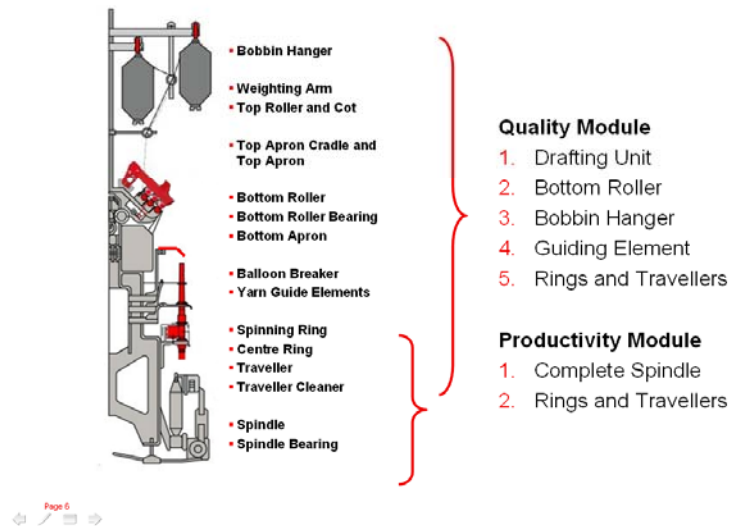 Bobbin Hanger
Weighting Arm
Top Roller and Cot
Top Apron Cradle and
Top Apron
Bottom Roller
Bottom Roller Bearing
Bottom Apron
Balloon Breaker
Yarn Guide Elements
Spinning Ring
Centre Ring
Traveller
Traveller Cleaner
Spindle
Spindle Bearing
Quality Module
1. Drafting Unit
2. Bottom Roller
3. Bobbin Hanger
4. Guiding Element
5. Rings and Travellers
Productivity Module
1. Complete Spindle
2. Rings and Travellers
Page 6